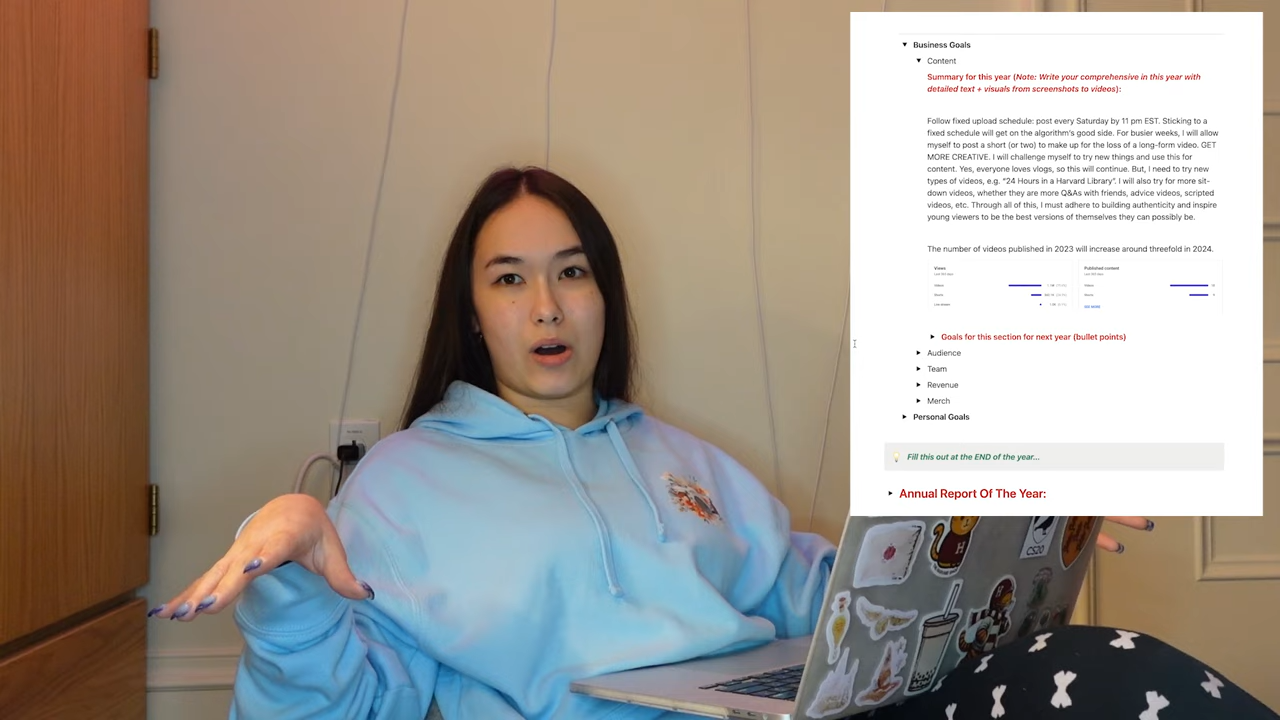 Business Goals
Content
Summary for this year (Note: Write your comprehensive in this year with
detailed text + visuals from screenshots to videos):
Follow fixed upload schedule: post every Saturday by 11 pm EST. Sticking to a
fixed schedule will get on the algorithm's good side. For busier weeks, I will allow
myself to post a short (or two) to make up for the loss of a long-form video. GET
MORE CREATIVE. I will challenge myself to try new things and use this for
content. Yes, everyone loves vlogs, so this will continue. But, I need to try new
types of videos, e.g. "24 Hours in a Harvard Library". I will also try for more sit-
down videos, whether they are more Q&As with friends, advice videos, scripted
videos, etc. Through all of this, I must adhere to building authenticity and inspire
young viewers to be the best versions of themselves they can possibly be.
The number of videos published in 2023 will increase around threefold in 2024.
Views
Published content
Videos
Videos
Shorts
SEE MORE
Goals for this section for next year (bullet points)
Audience
Team
Revenue
Merch
Personal Goals
Fill this out at the END of the year...
Annual Report Of The Year:
H
CS20
H